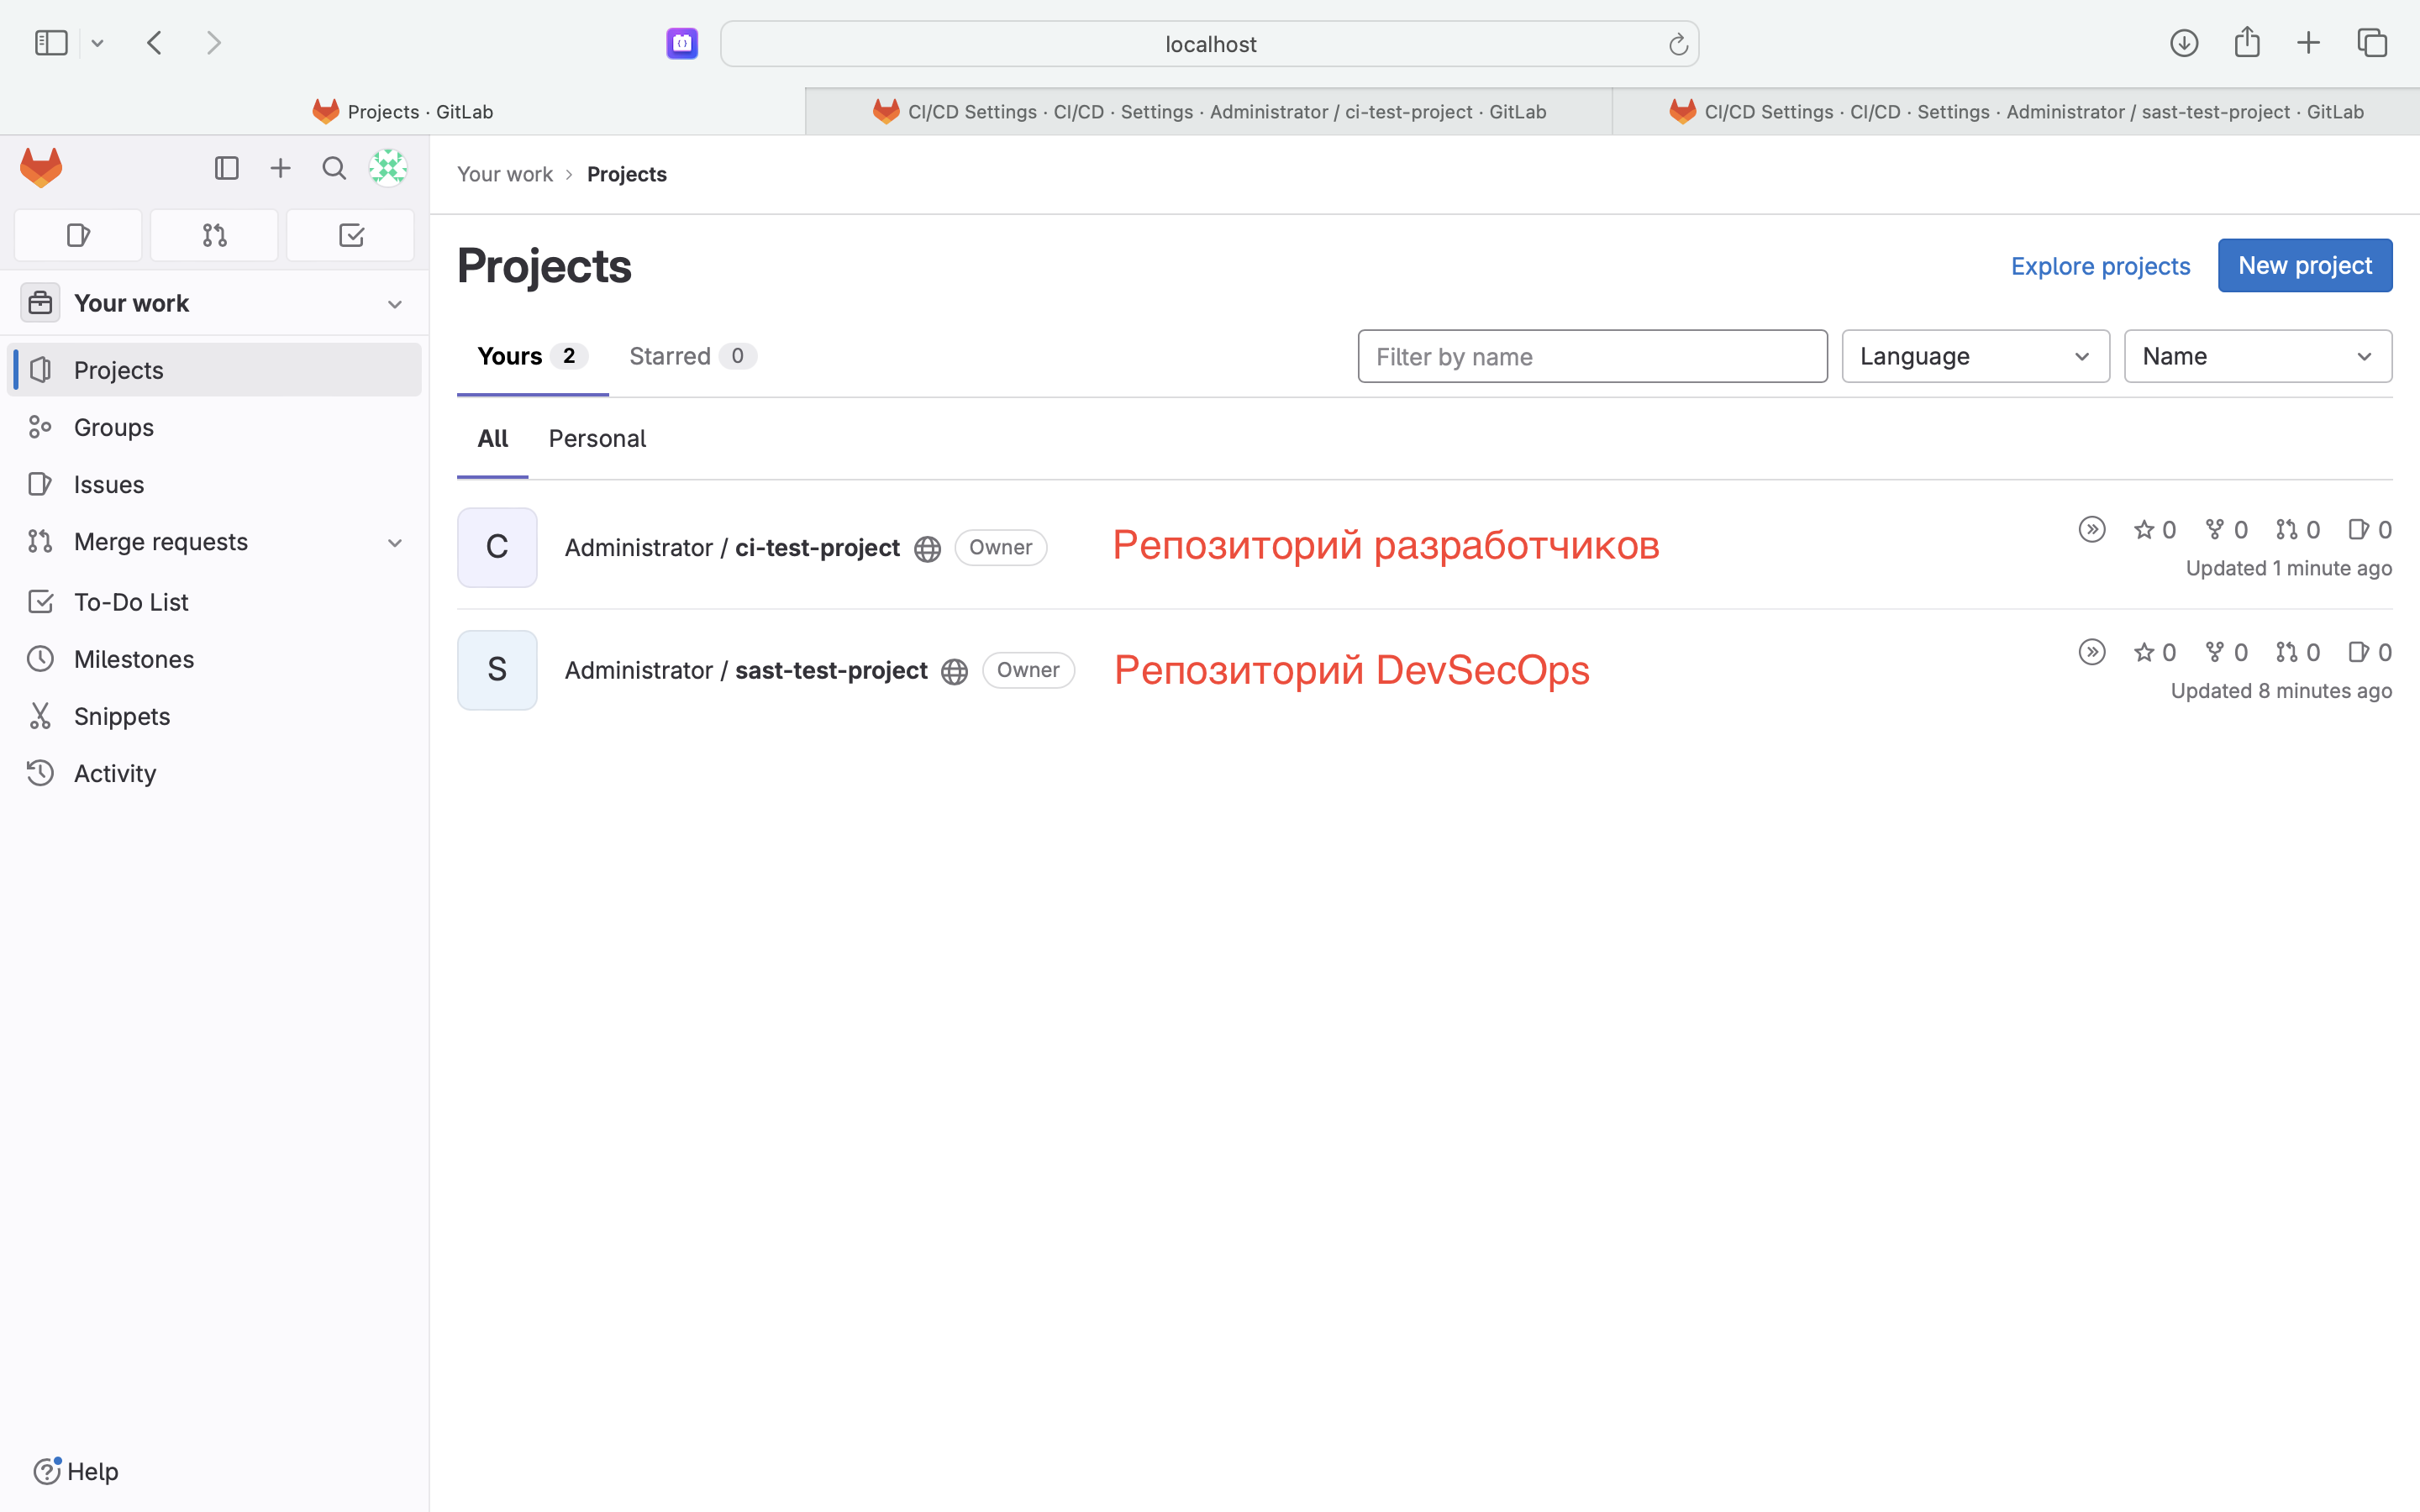 localhost
Projects · GitLab
CI/CD Settings · CI/CD · Settings · Administrator / ci-test-project · GitLab
CI/CD Settings · CI/CD · Settings · Administrator / sast-test-project · GitLab
Your work
Projects
Groups
Issues
Merge requests
To-Do List
Milestones
Snippets
Activity
Help
Your work › Projects
Projects
Explore projects
New project
Yours 2
Starred 0
Filter by name
Language
Name
All
Personal
C
Administrator / ci-test-project
Owner
Репозиторий разработчиков
0 0 0 0
Updated 1 minute ago
S
Administrator / sast-test-project
Owner
Репозиторий DevSecOps
0 0 0 0
Updated 8 minutes ago